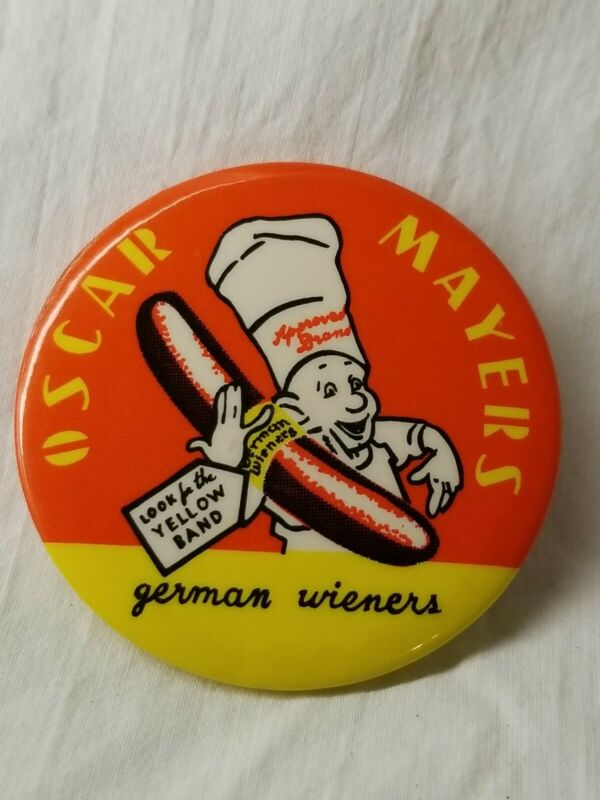 OSCAR MAYERS
Approved
Brand
German
Wieners
LOOK for the
YELLOW
BAND
german wieners